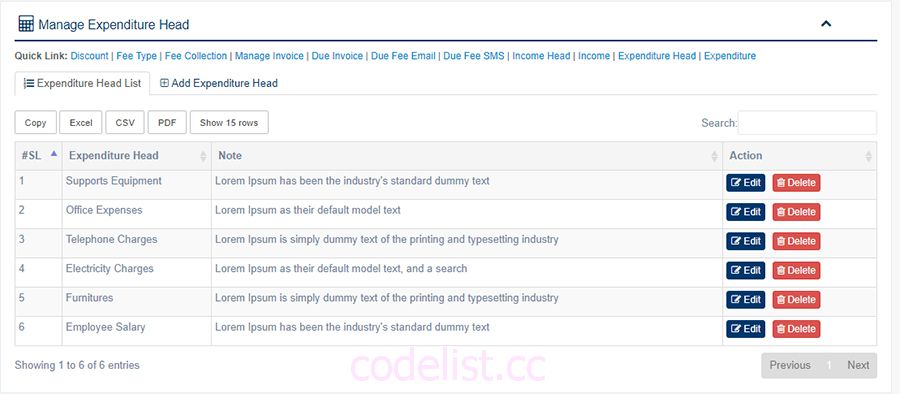 Manage Expenditure Head
Quick Link: Discount | Fee Type | Fee Collection | Manage Invoice | Due Invoice | Due Fee Email | Due Fee SMS | Income Head | Income | Expenditure Head | Expenditure
Expenditure Head List Add Expenditure Head
Copy Excel CSV PDF Show 15 rows Search:
#SL Expenditure Head Note Action
1 Supports Equipment Lorem Ipsum has been the industry's standard dummy text Edit Delete
2 Office Expenses Lorem Ipsum as their default model text Edit Delete
3 Telephone Charges Lorem Ipsum is simply dummy text of the printing and typesetting industry Edit Delete
4 Electricity Charges Lorem Ipsum as their default model text, and a search Edit Delete
5 Furnitures Lorem Ipsum is simply dummy text of the printing and typesetting industry Edit Delete
6 Employee Salary Lorem Ipsum has been the industry's standard dummy text Edit Delete
Showing 1 to 6 of 6 entries Previous 1 Next
codelist.cc